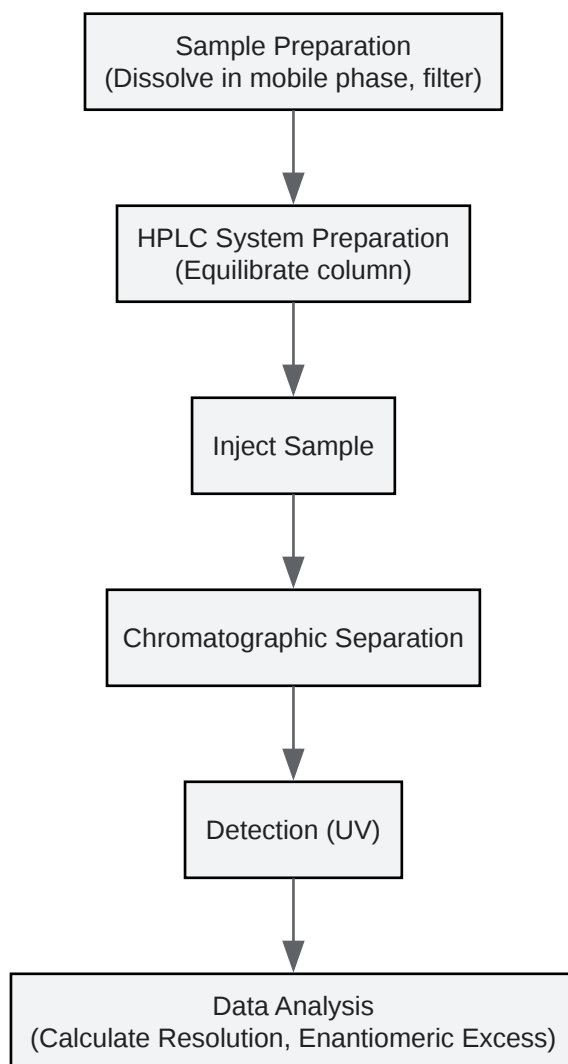 Sample Preparation
(Dissolve in mobile phase, filter)
HPLC System Preparation
(Equilibrate column)
Inject Sample
Chromatographic Separation
Detection (UV)
Data Analysis
(Calculate Resolution, Enantiomeric Excess)